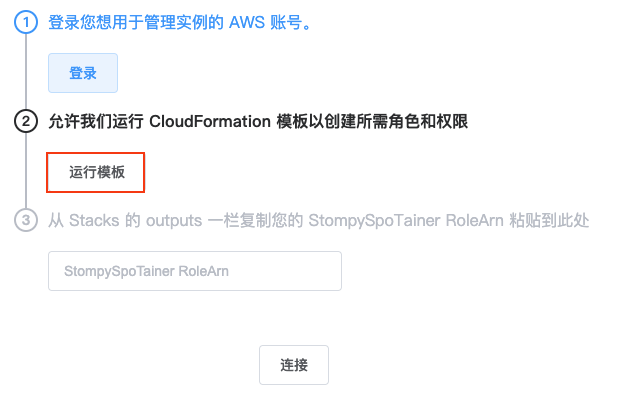 1 登录您想用于管理实例的 AWS 账号。
登录
2 允许我们运行 CloudFormation 模板以创建所需角色和权限
运行模板
3 从 Stacks 的 outputs 一栏复制您的 StompySpoTainer RoleArn 粘贴到此处
StompySpoTainer RoleArn
连接